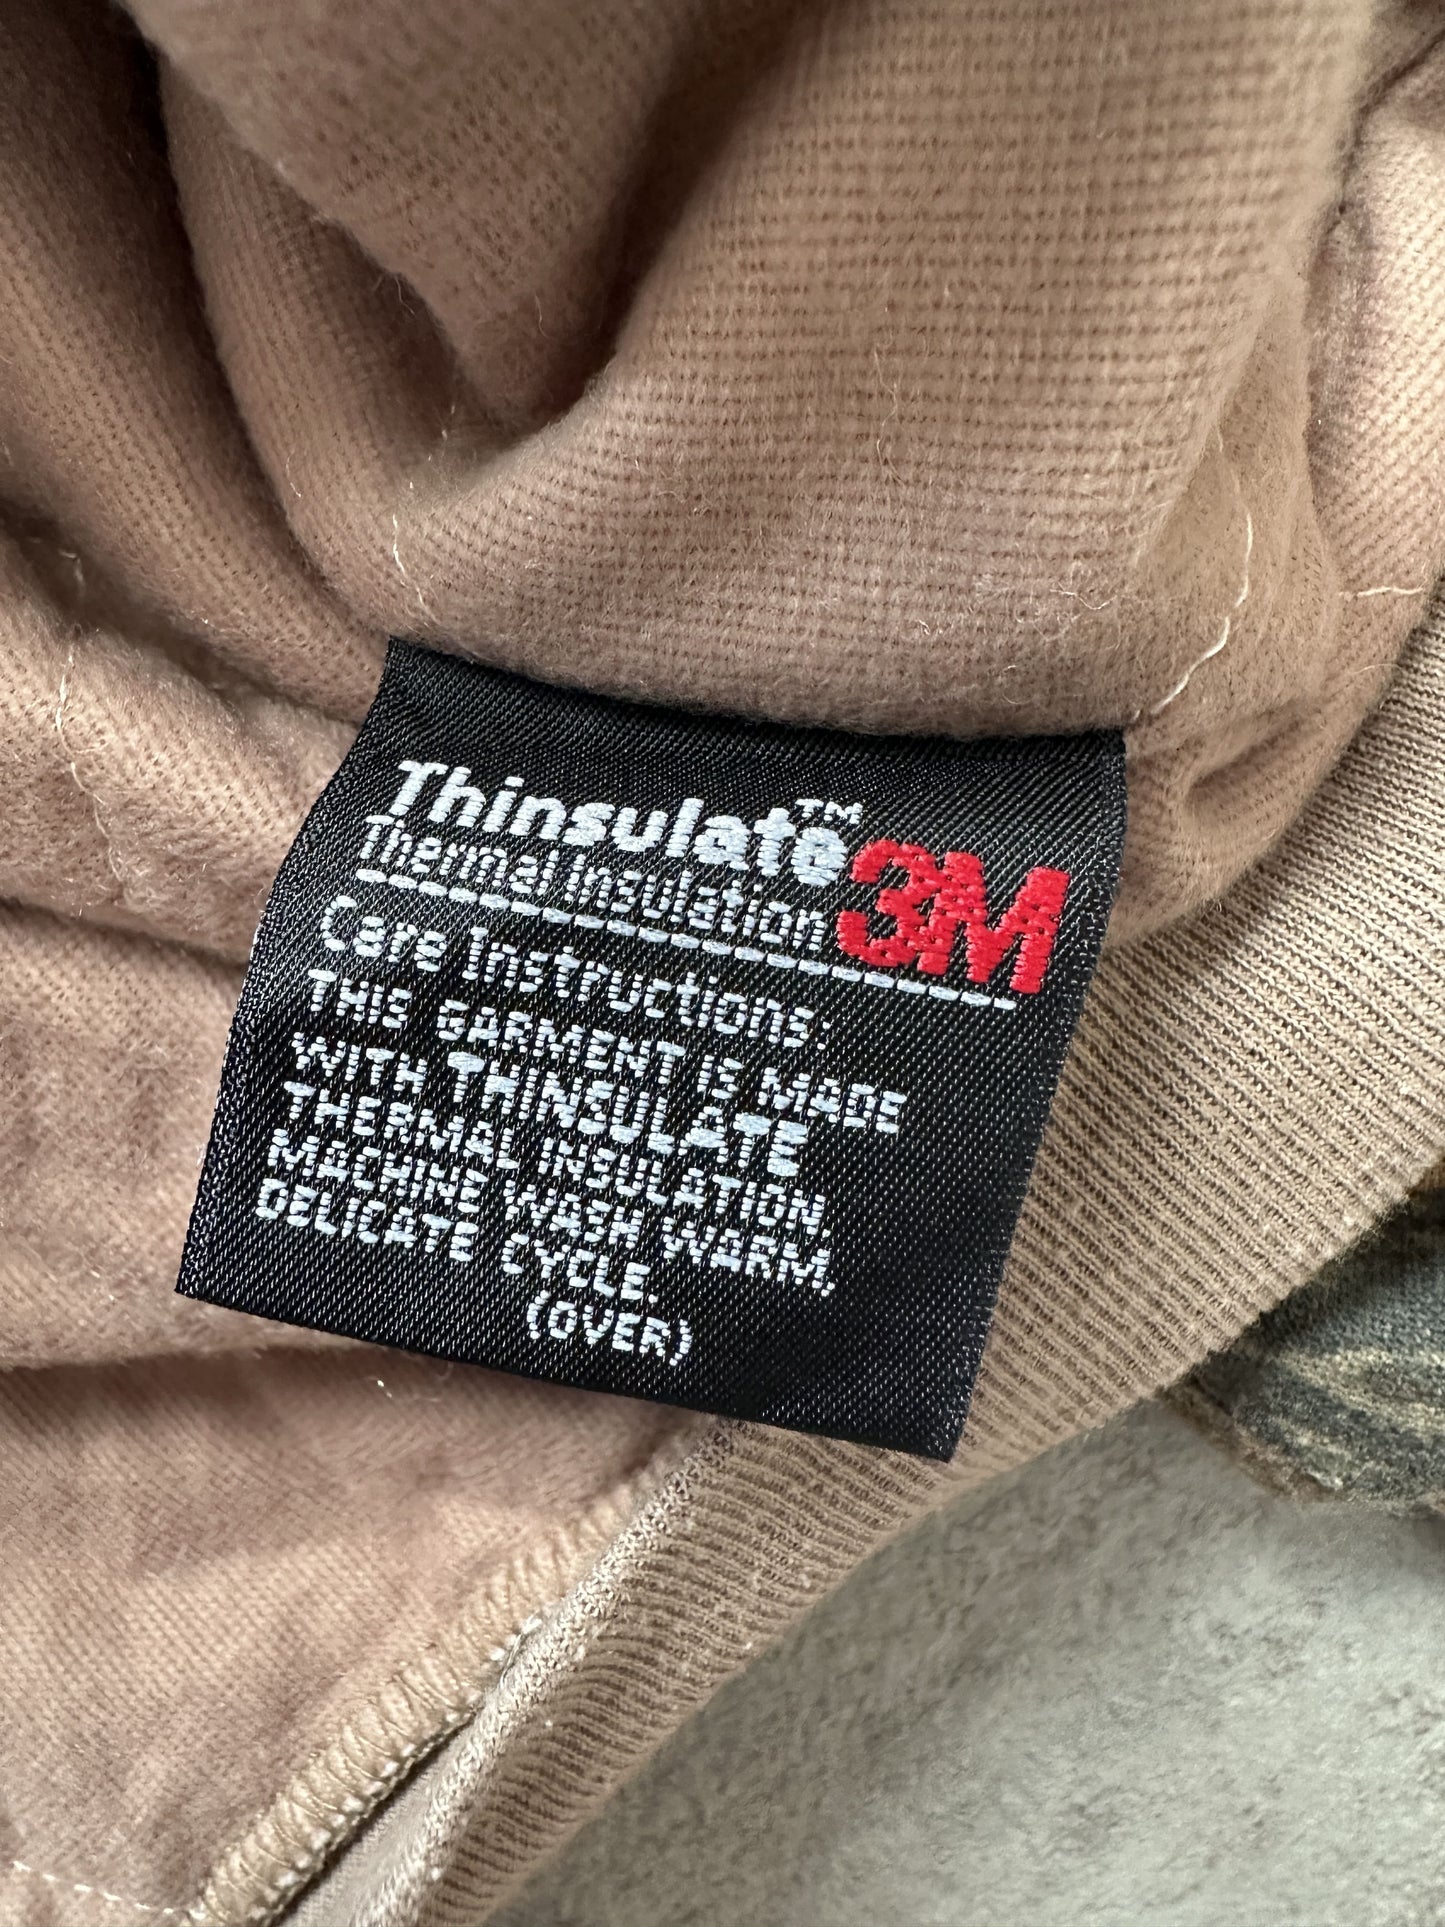 Thinsulate™
Thermal Insulation 3M
Care Instructions:
THIS GARMENT IS MADE
WITH THINSULATE
THERMAL INSULATION.
MACHINE WASH WARM,
DELICATE CYCLE.
(OVER)